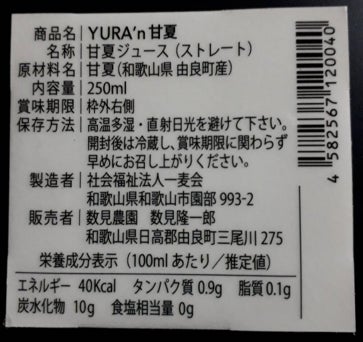 商品名 YURA'n 甘夏
名称 甘夏ジュース(ストレート)
原材料名 甘夏(和歌山県 由良町産)
内容量 250ml
賞味期限 枠外右側
保存方法 高温多湿・直射日光を避けて下さい。
開封後は冷蔵し、賞味期限に関わらず
早めにお召し上がりください。
製造者 社会福祉法人一麦会
和歌山県和歌山市園部 993-2
販売者 数見農園 数見隆一郎
和歌山県日高郡由良町三尾川 275
栄養成分表示(100mlあたり/推定値)
エネルギー 40Kcal タンパク質 0.9g 脂質 0.1g
炭水化物 10g 食塩相当量 0g
4 582567 120040